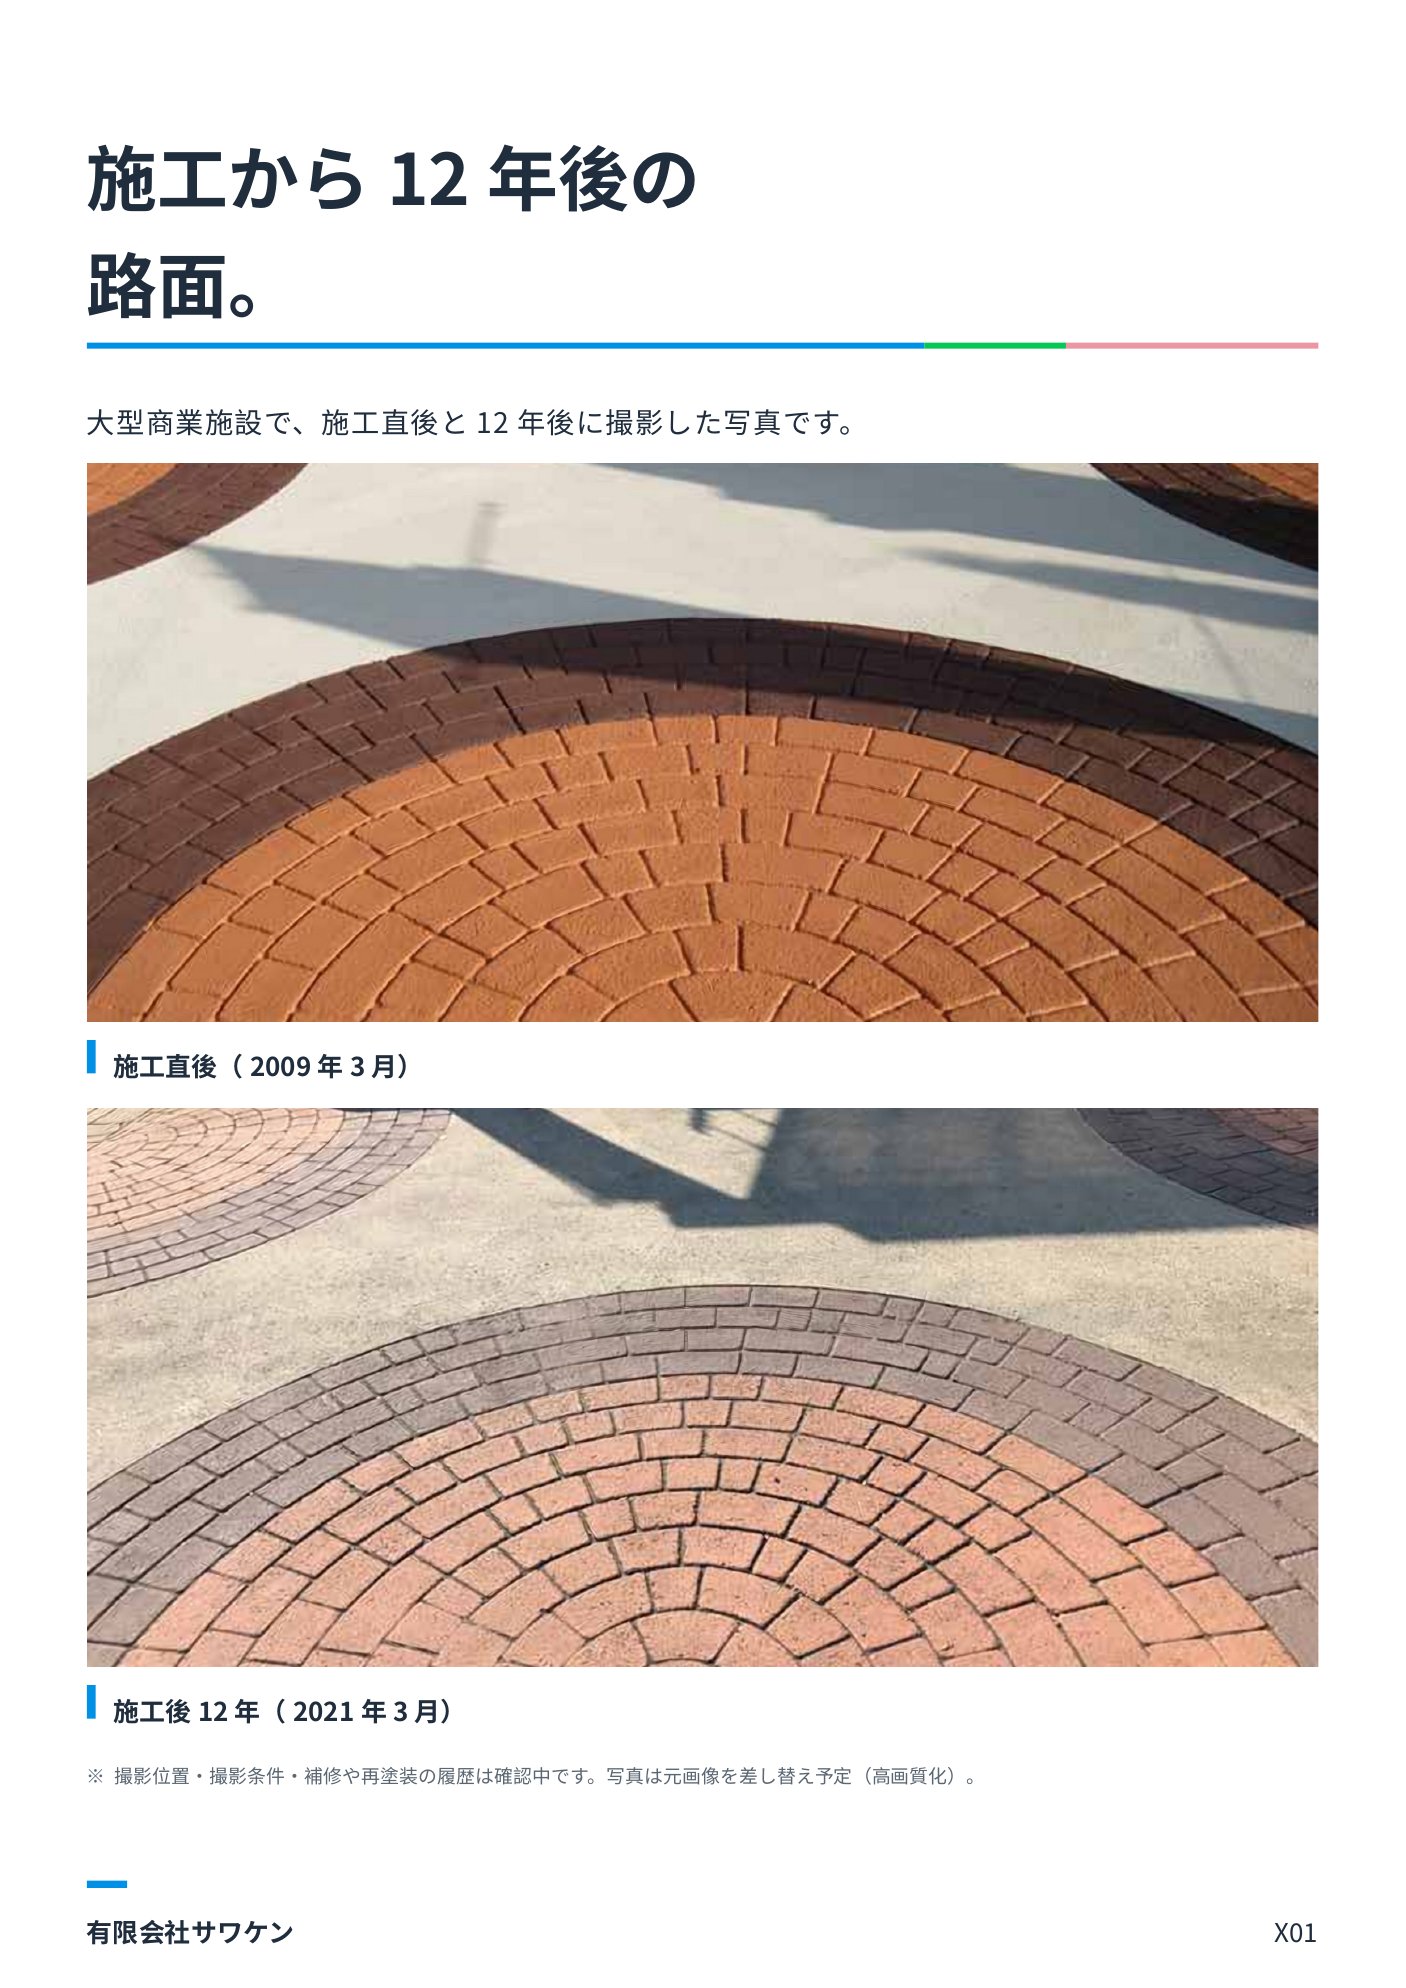 施工から 12 年後の
路面。
大型商業施設で、施工直後と 12 年後に撮影した写真です。
施工直後（ 2009 年 3 月）
施工後 12 年（ 2021 年 3 月）
※ 撮影位置・撮影条件・補修や再塗装の履歴は確認中です。写真は元画像を差し替え予定（高画質化）。
有限会社サワケン
X01